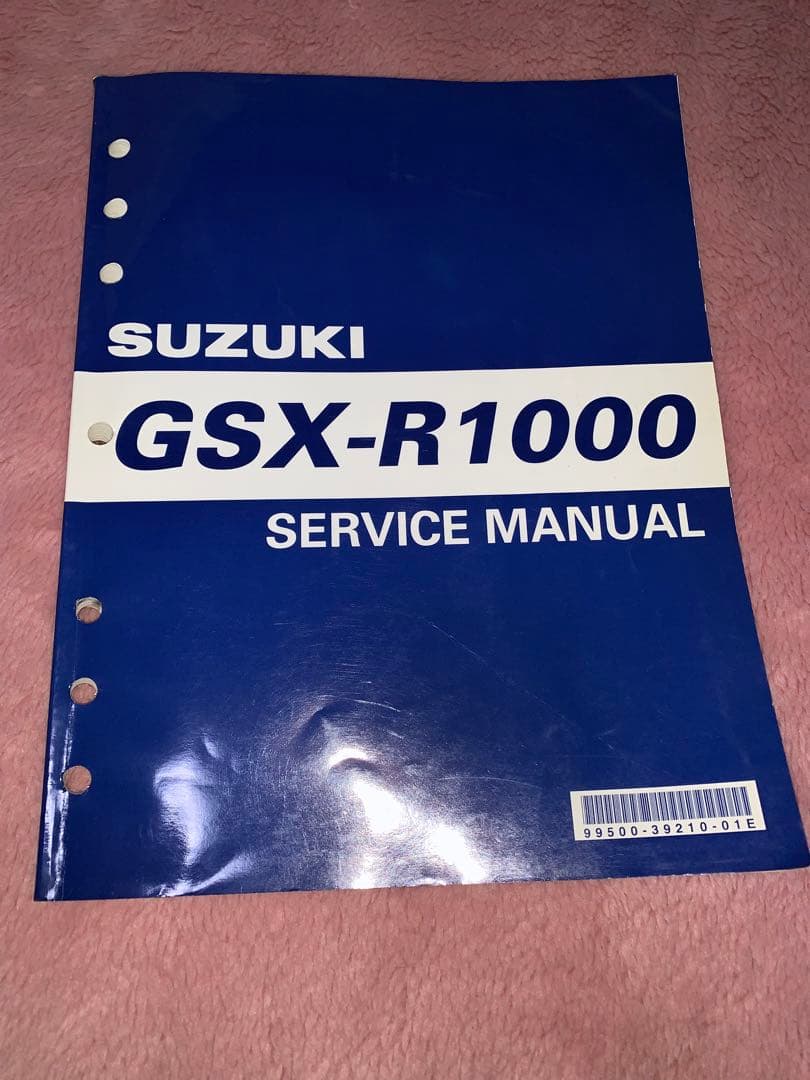 SUZUKI
GSX-R1000
SERVICE MANUAL
99500-39210-01E